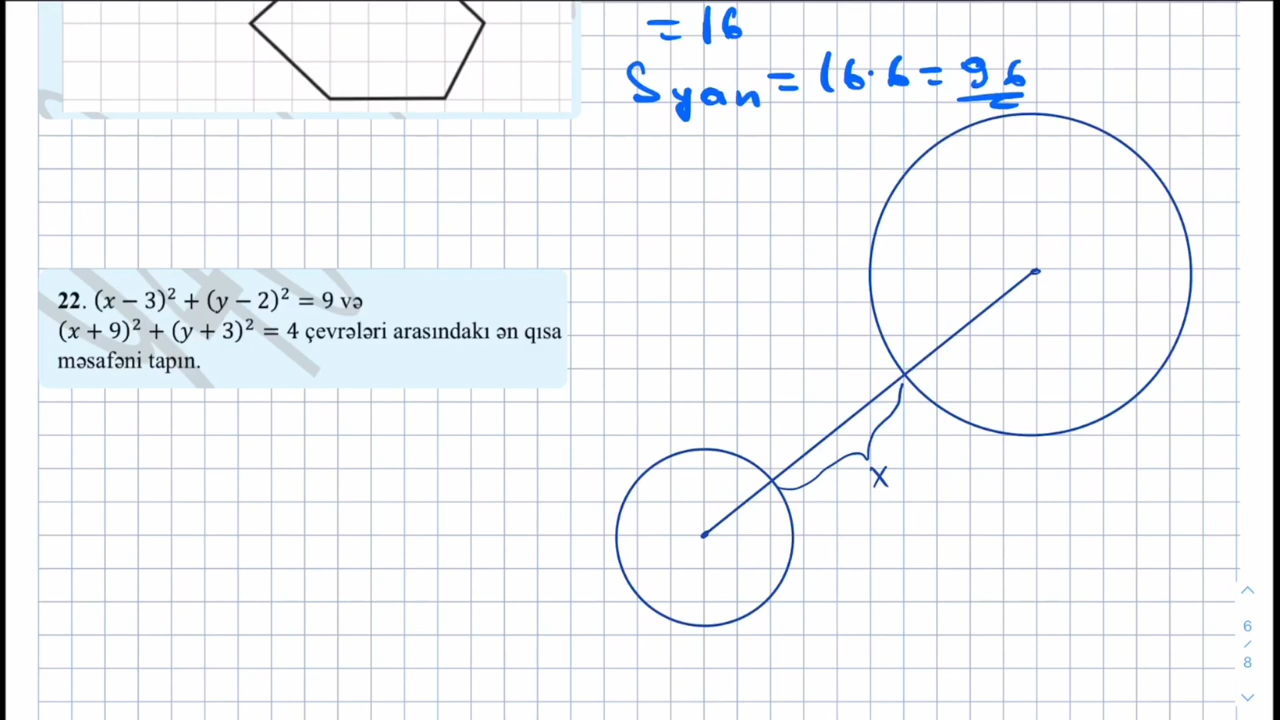 = 16
Syan = 16·6 = 96
22. (x − 3)² + (y − 2)² = 9 və
(x + 9)² + (y + 3)² = 4 çevrələri arasındakı ən qısa
məsafəni tapın.
x
6
/
8